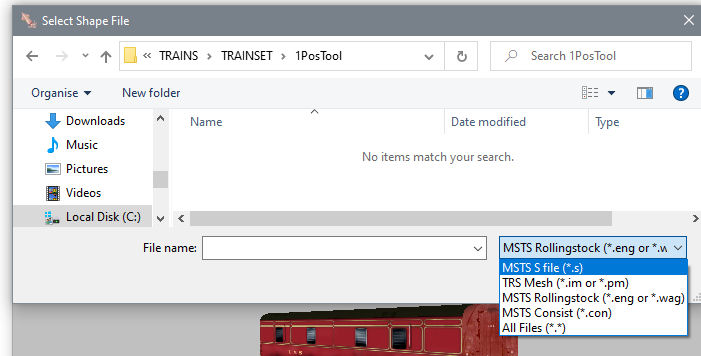 Select Shape File
« TRAINS > TRAINSET > 1PosTool
Search 1PosTool
Organise New folder
Downloads
Music
Pictures
Videos
Local Disk (C:)
Name Date modified Type
No items match your search.
File name:
MSTS Rollingstock (*.eng or *.w
MSTS S file (*.s)
TRS Mesh (*.im or *.pm)
MSTS Rollingstock (*.eng or *.wag)
MSTS Consist (*.con)
All Files (*.*)